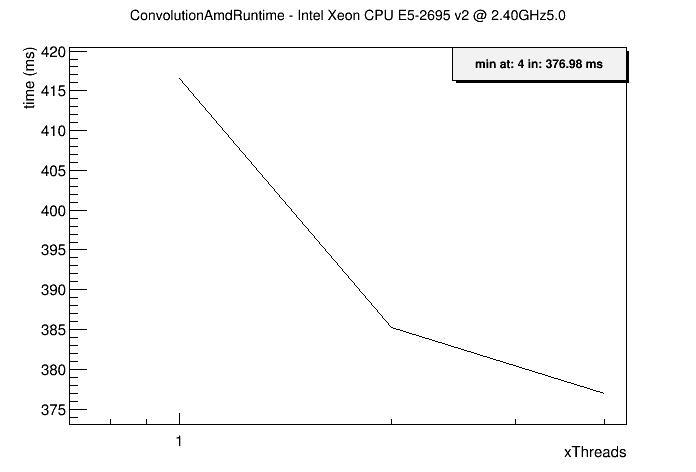 ConvolutionAmdRuntime - Intel Xeon CPU E5-2695 v2 @ 2.40GHz5.0
time (ms)
min at: 4 in: 376.98 ms
420
415
410
405
400
395
390
385
380
375
1
xThreads